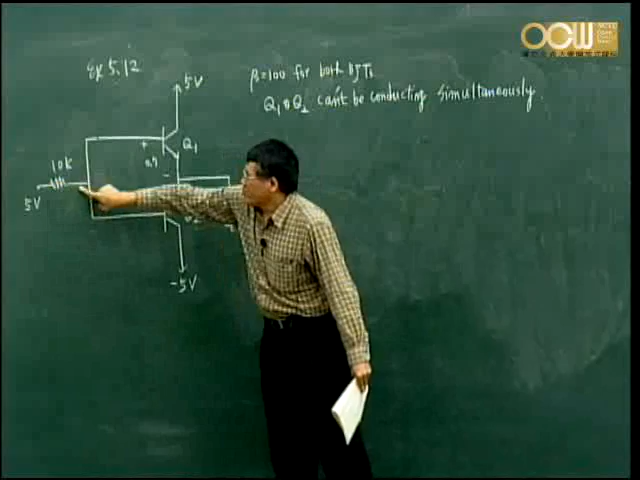 Ex 5.12
β=100 for both BJTs
Q1 & Q2 can't be conducting simultaneously.
5V
10k
+
Q1
0.7
-
5V
-5V
OCW